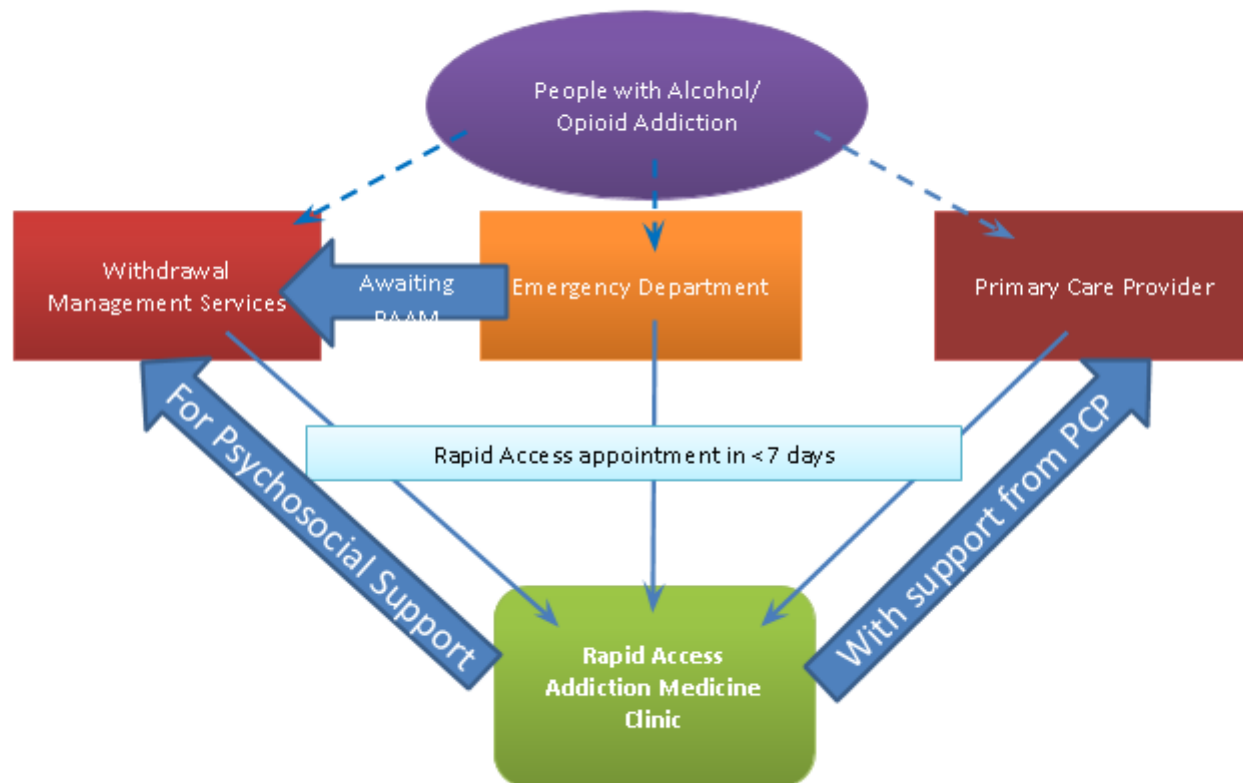 People with Alcohol/
Opioid Addiction
Withdrawal
Management Services
Awaiting
RAAM
Emergency Department
Primary Care Provider
For Psychosocial Support
Rapid Access appointment in <7 days
With support from PCP
Rapid Access
Addiction Medicine
Clinic